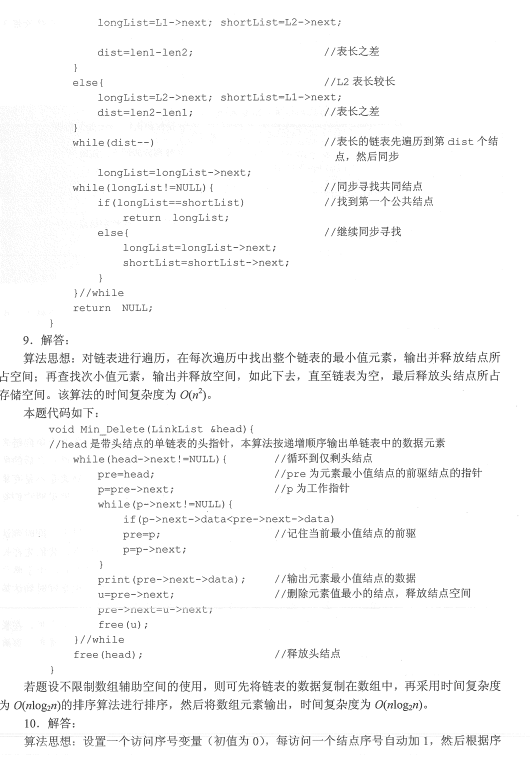 longList=L1->next; shortList=L2->next;
dist=len1-len2; //表长之差
}
else{ //L2 表长较长
longList=L2->next; shortList=L1->next;
dist=len2-len1; //表长之差
}
while(dist--) //表长的链表先遍历到第 dist 个结
点，然后同步
longList=longList->next;
while(longList!=NULL){ //同步寻找共同结点
if(longList==shortList) //找到第一个公共结点
return longList;
else{ //继续同步寻找
longList=longList->next;
shortList=shortList->next;
}
}//while
return NULL;
}
9．解答：
算法思想：对链表进行遍历，在每次遍历中找出整个链表的最小值元素，输出并释放结点所
占空间；再查找次小值元素，输出并释放空间，如此下去，直至链表为空，最后释放头结点所占
存储空间。该算法的时间复杂度为 O(n²)。
本题代码如下：
void Min_Delete(LinkList &head){
//head 是带头结点的单链表的头指针，本算法按递增顺序输出单链表中的数据元素
while(head->next!=NULL){ //循环到仅剩头结点
pre=head; //pre 为元素最小值结点的前驱结点的指针
p=pre->next; //p 为工作指针
while(p->next!=NULL){
if(p->next->data<pre->next->data)
pre=p; //记住当前最小值结点的前驱
p=p->next;
}
print(pre->next->data); //输出元素最小值结点的数据
u=pre->next; //删除元素值最小的结点，释放结点空间
pre->next=u->next;
free(u);
}//while
free(head); //释放头结点
}
若题设不限制数组辅助空间的使用，则可先将链表的数据复制在数组中，再采用时间复杂度
为 O(nlog₂n)的排序算法进行排序，然后将数组元素输出，时间复杂度为 O(nlog₂n)。
10．解答：
算法思想：设置一个访问序号变量（初值为 0），每访问一个结点序号自动加 1，然后根据序